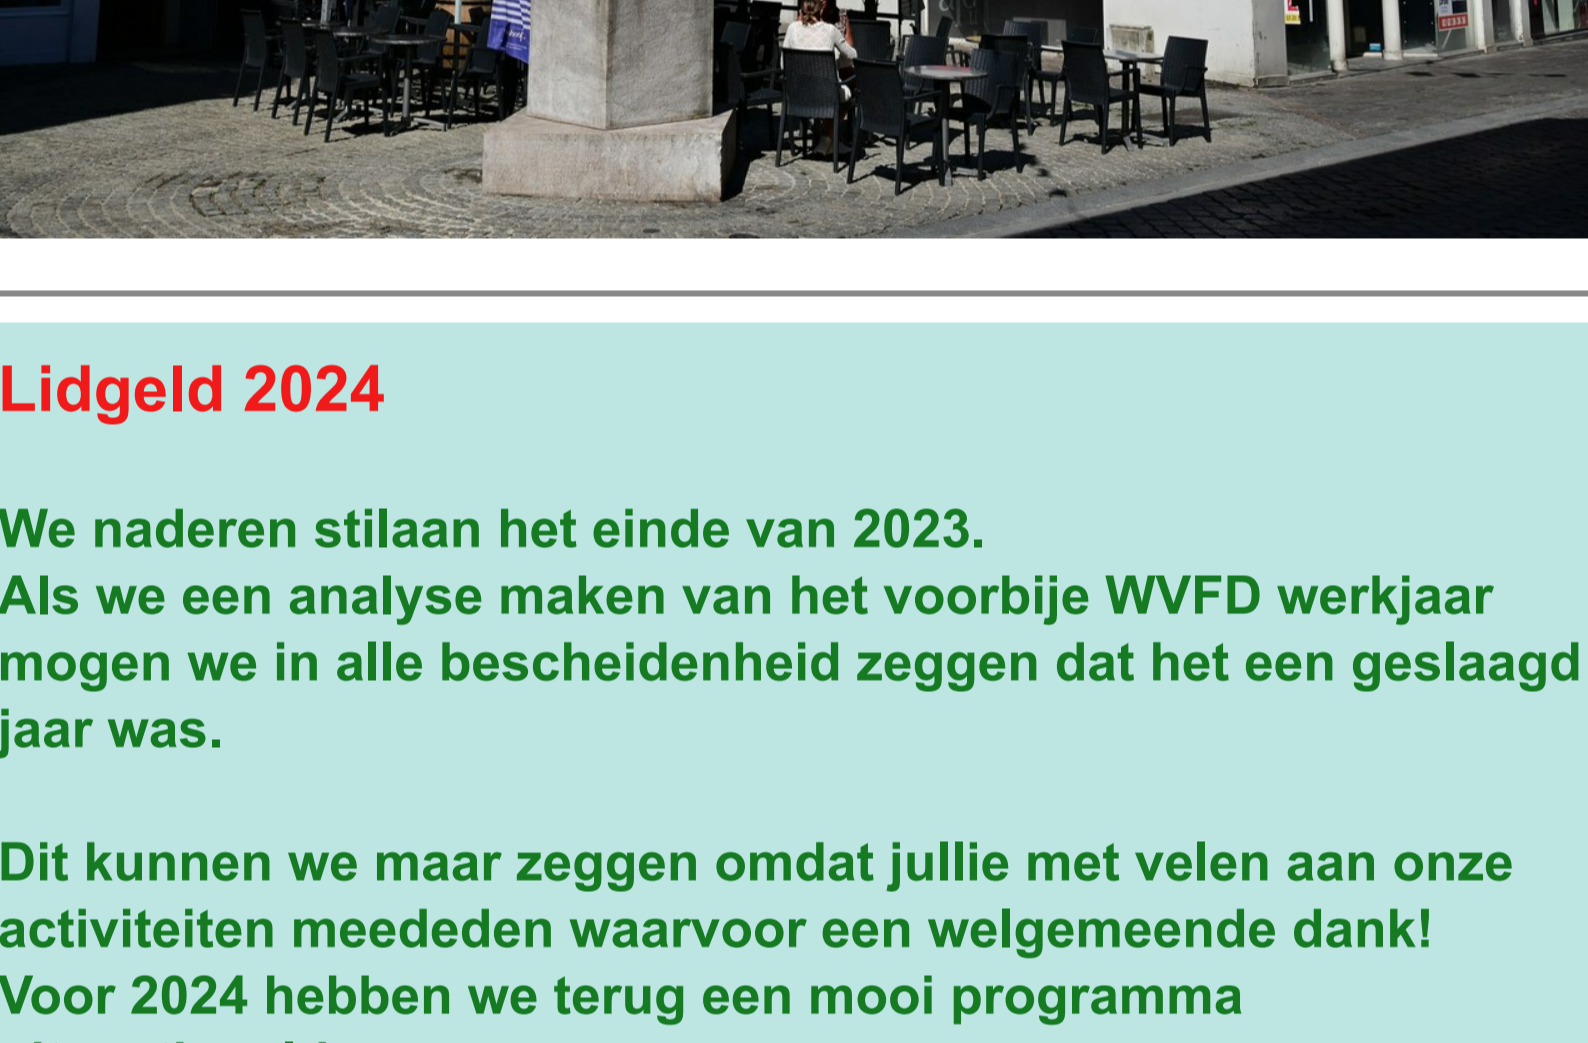 Lidgeld 2024
We naderen stilaan het einde van 2023.
Als we een analyse maken van het voorbije WVFD werkjaar
mogen we in alle bescheidenheid zeggen dat het een geslaagd
jaar was.
Dit kunnen we maar zeggen omdat jullie met velen aan onze
activiteiten meededen waarvoor een welgemeende dank!
Voor 2024 hebben we terug een mooi programma